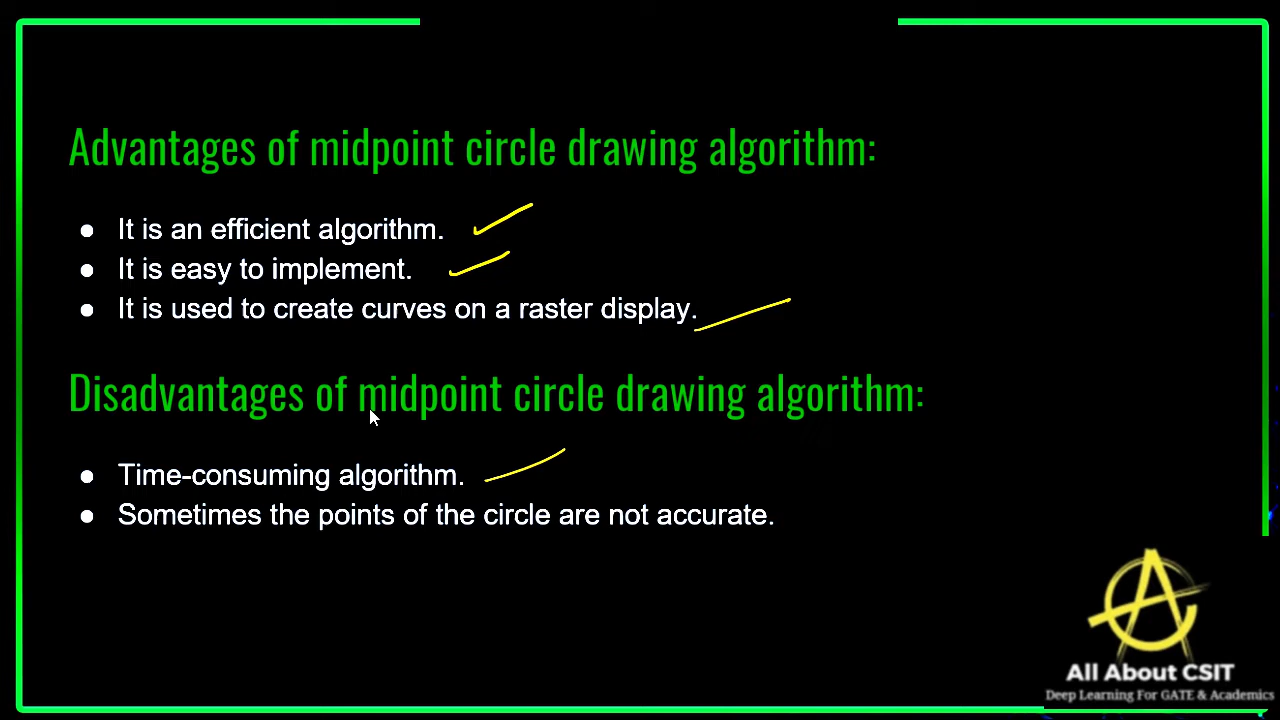 Advantages of midpoint circle drawing algorithm:
● It is an efficient algorithm.
● It is easy to implement.
● It is used to create curves on a raster display.
Disadvantages of midpoint circle drawing algorithm:
● Time-consuming algorithm.
● Sometimes the points of the circle are not accurate.
All About CSIT
Deep Learning For GATE & Academics